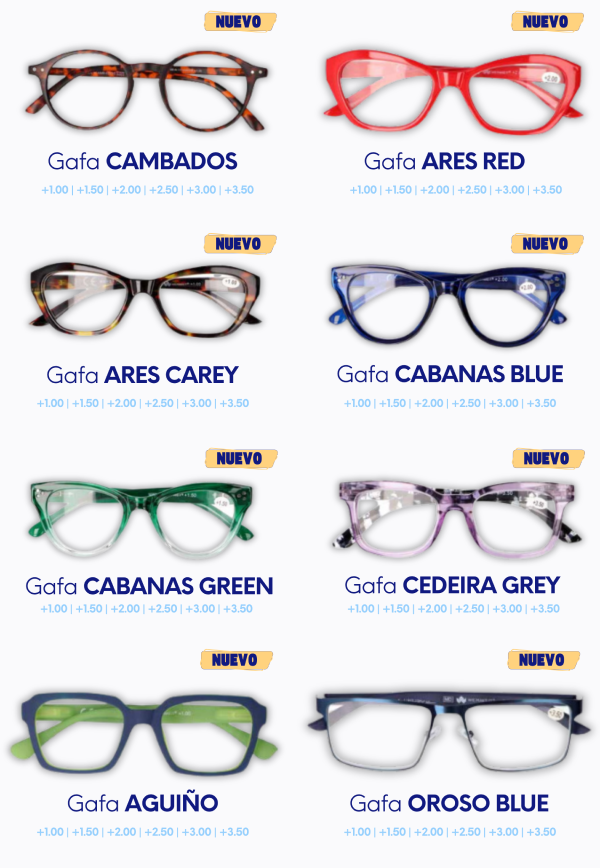 NUEVO
NUEVO
Gafa CAMBADOS
Gafa ARES RED
+1.00 | +1.50 | +2.00 | +2.50 | +3.00 | +3.50
+1.00 | +1.50 | +2.00 | +2.50 | +3.00 | +3.50
NUEVO
NUEVO
Gafa ARES CAREY
Gafa CABANAS BLUE
+1.00 | +1.50 | +2.00 | +2.50 | +3.00 | +3.50
+1.00 | +1.50 | +2.00 | +2.50 | +3.00 | +3.50
NUEVO
NUEVO
Gafa CABANAS GREEN
Gafa CEDEIRA GREY
+1.00 | +1.50 | +2.00 | +2.50 | +3.00 | +3.50
+1.00 | +1.50 | +2.00 | +2.50 | +3.00 | +3.50
NUEVO
NUEVO
Gafa AGUIÑO
Gafa OROSO BLUE
+1.00 | +1.50 | +2.00 | +2.50 | +3.00 | +3.50
+1.00 | +1.50 | +2.00 | +2.50 | +3.00 | +3.50